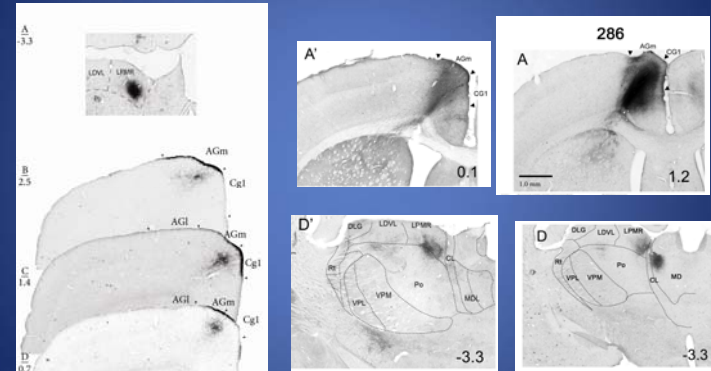 A
-3.3
LDVL LPMR
B
2.5
AGm
Cg1
AGl
AGm
Cg1
C
1.4
AGl
AGm
Cg1
D
0.7
A'
AGm
CG1
0.1
286
A
AGm
CG1
1.0 mm
1.2
D'
DLG
LDVL
LPMR
Rt
CL
Po
VPM
VPL
MDL
-3.3
D
DLG
LDVL
LPMR
Rt
Po
CL
MD
VPL
VPM
-3.3